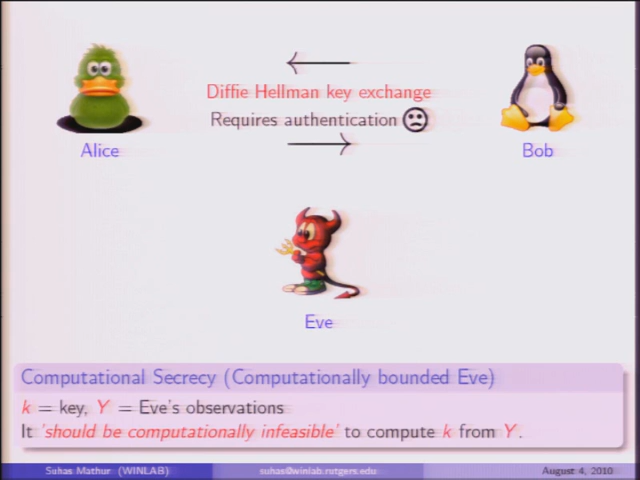 Diffie Hellman key exchange
Requires authentication
Alice
Bob
Eve
Computational Secrecy (Computationally bounded Eve)
k = key, Y = Eve's observations
It 'should be computationally infeasible' to compute k from Y.
Suhas Mathur (WINLAB)
suhas@winlab.rutgers.edu
August 4, 2010